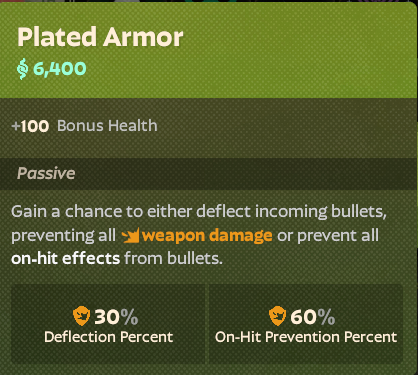 Plated Armor
6,400
+100 Bonus Health
Passive
Gain a chance to either deflect incoming bullets,
preventing all weapon damage or prevent all
on-hit effects from bullets.
30% 60%
Deflection Percent On-Hit Prevention Percent